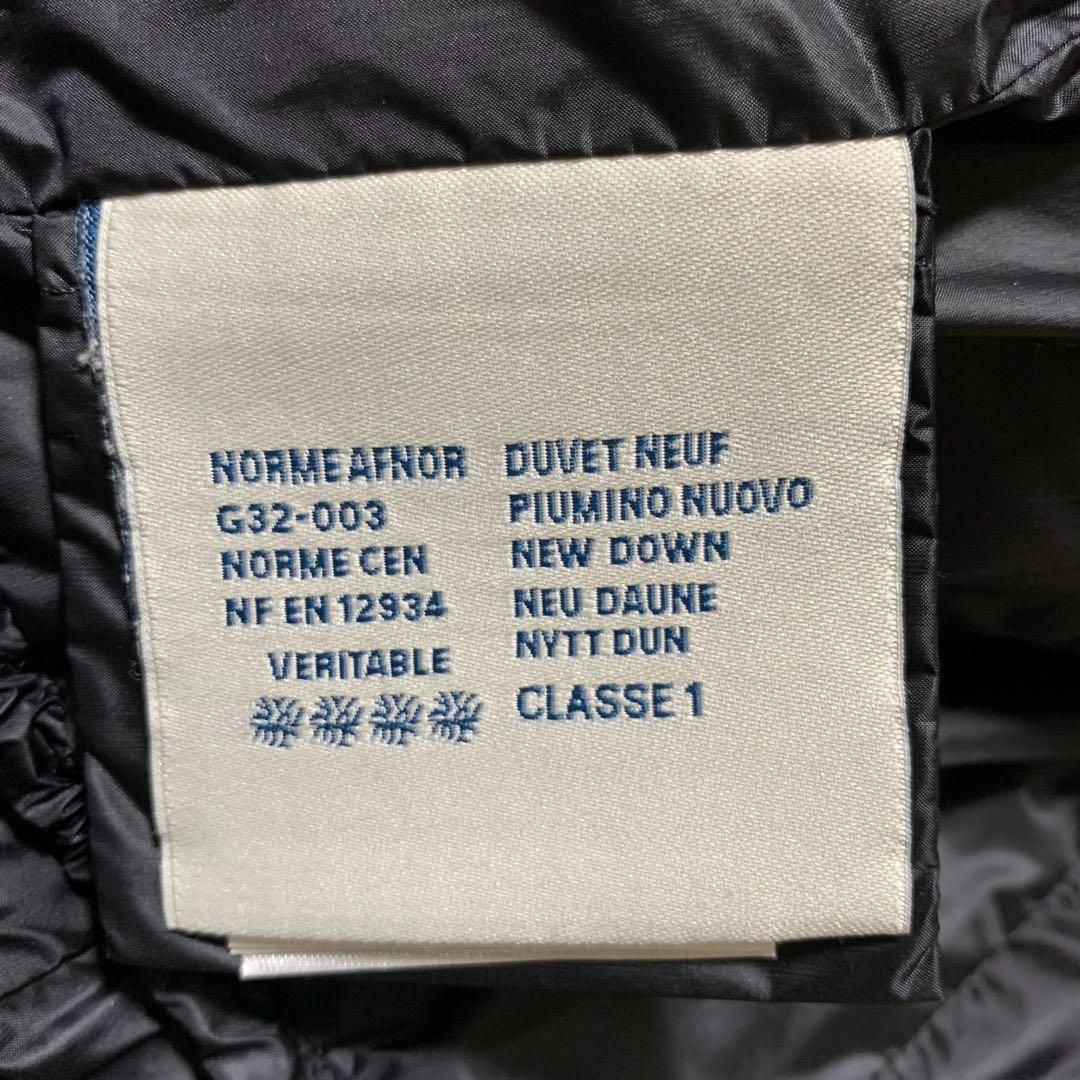 NORME AFNOR
G32-003
NORME CEN
NF EN 12934
VERITABLE
DUVET NEUF
PIUMINO NUOVO
NEW DOWN
NEU DAUNE
NYTT DUN
CLASSE 1